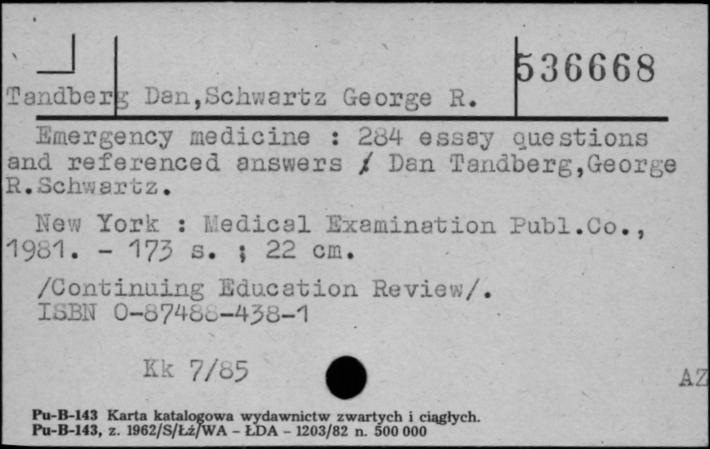 536668
Tandberg Dan,Schwartz George R.
Emergency medicine : 284 essay questions
and referenced answers / Dan Tandberg,George
R.Schwartz.
New York : Medical Examination Publ.Co.,
1981. - 173 s. ; 22 cm.
/Continuing Education Review/.
ISBN 0-87488-438-1
Kk 7/85
AZ
Pu-B-143 Karta katalogowa wydawnictw zwartych i ciągłych.
Pu-B-143, z. 1962/S/Łż/WA - ŁDA - 1203/82 n. 500 000